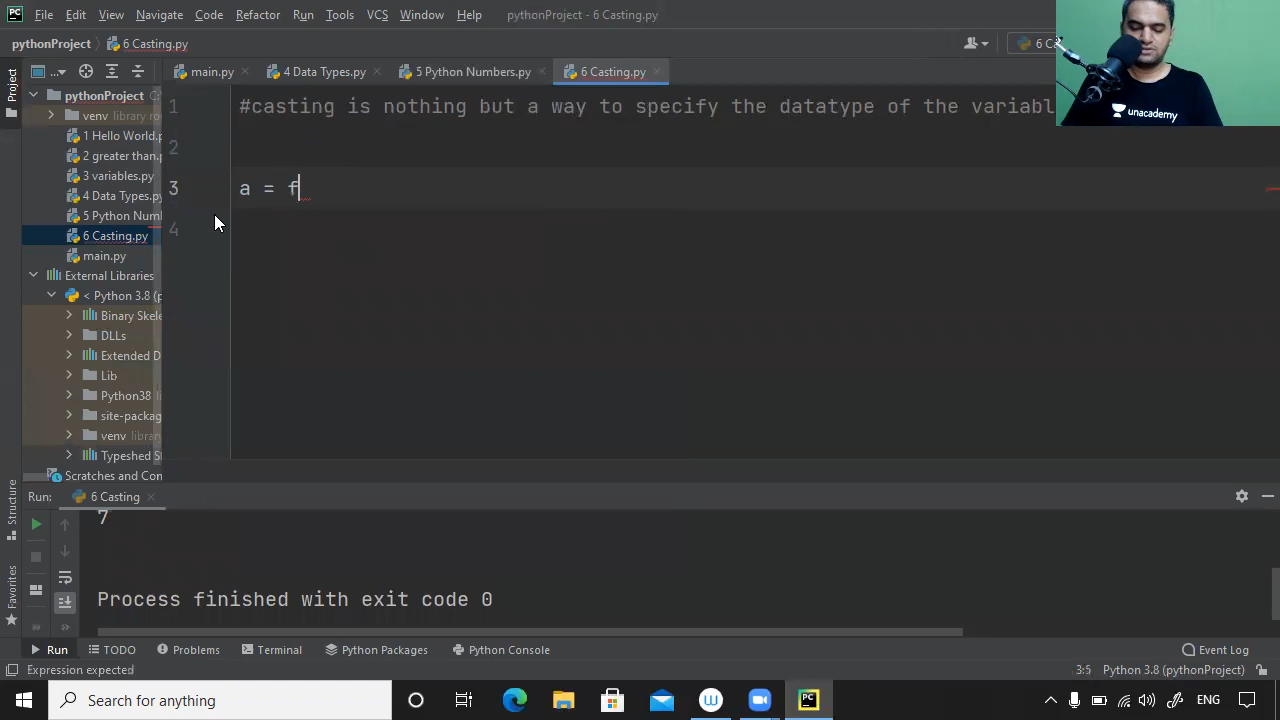 File Edit View Navigate Code Refactor Run Tools VCS Window Help pythonProject - 6 Casting.py
pythonProject 6 Casting.py
main.py 4 Data Types.py 5 Python Numbers.py 6 Casting.py
Project
pythonProject
venv library
1 Hello World.
2 greater than.
3 variables.py
4 Data Types.py
5 Python Num
6 Casting.py
main.py
External Libraries
< Python 3.8
Binary Skele
DLLs
Extended D
Lib
Python38
site-packag
venv library
Typeshed
Scratches and Con
1 #casting is nothing but a way to specify the datatype of the variabl
2
3 a = f
4
unacademy
Structure
Favorites
Run: 6 Casting
7
Process finished with exit code 0
Run TODO Problems Terminal Python Packages Python Console Event Log
Expression expected 3:5 Python 3.8 (pythonProject)
Search for anything ENG